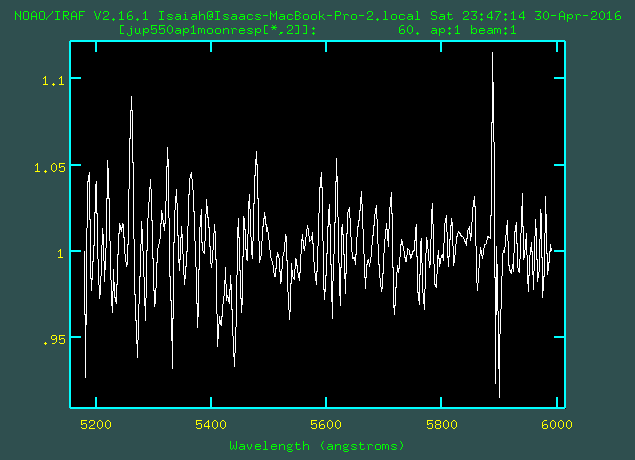 NOAO/IRAF V2.16.1 Isaiah@Isaacs-MacBook-Pro-2.local Sat 23:47:14 30-Apr-2016
[jup550ap1moonresp[*,2]]: 60. ap:1 beam:1
1.1
1.05
1
.95
5200 5400 5600 5800 6000
Wavelength (angstroms)